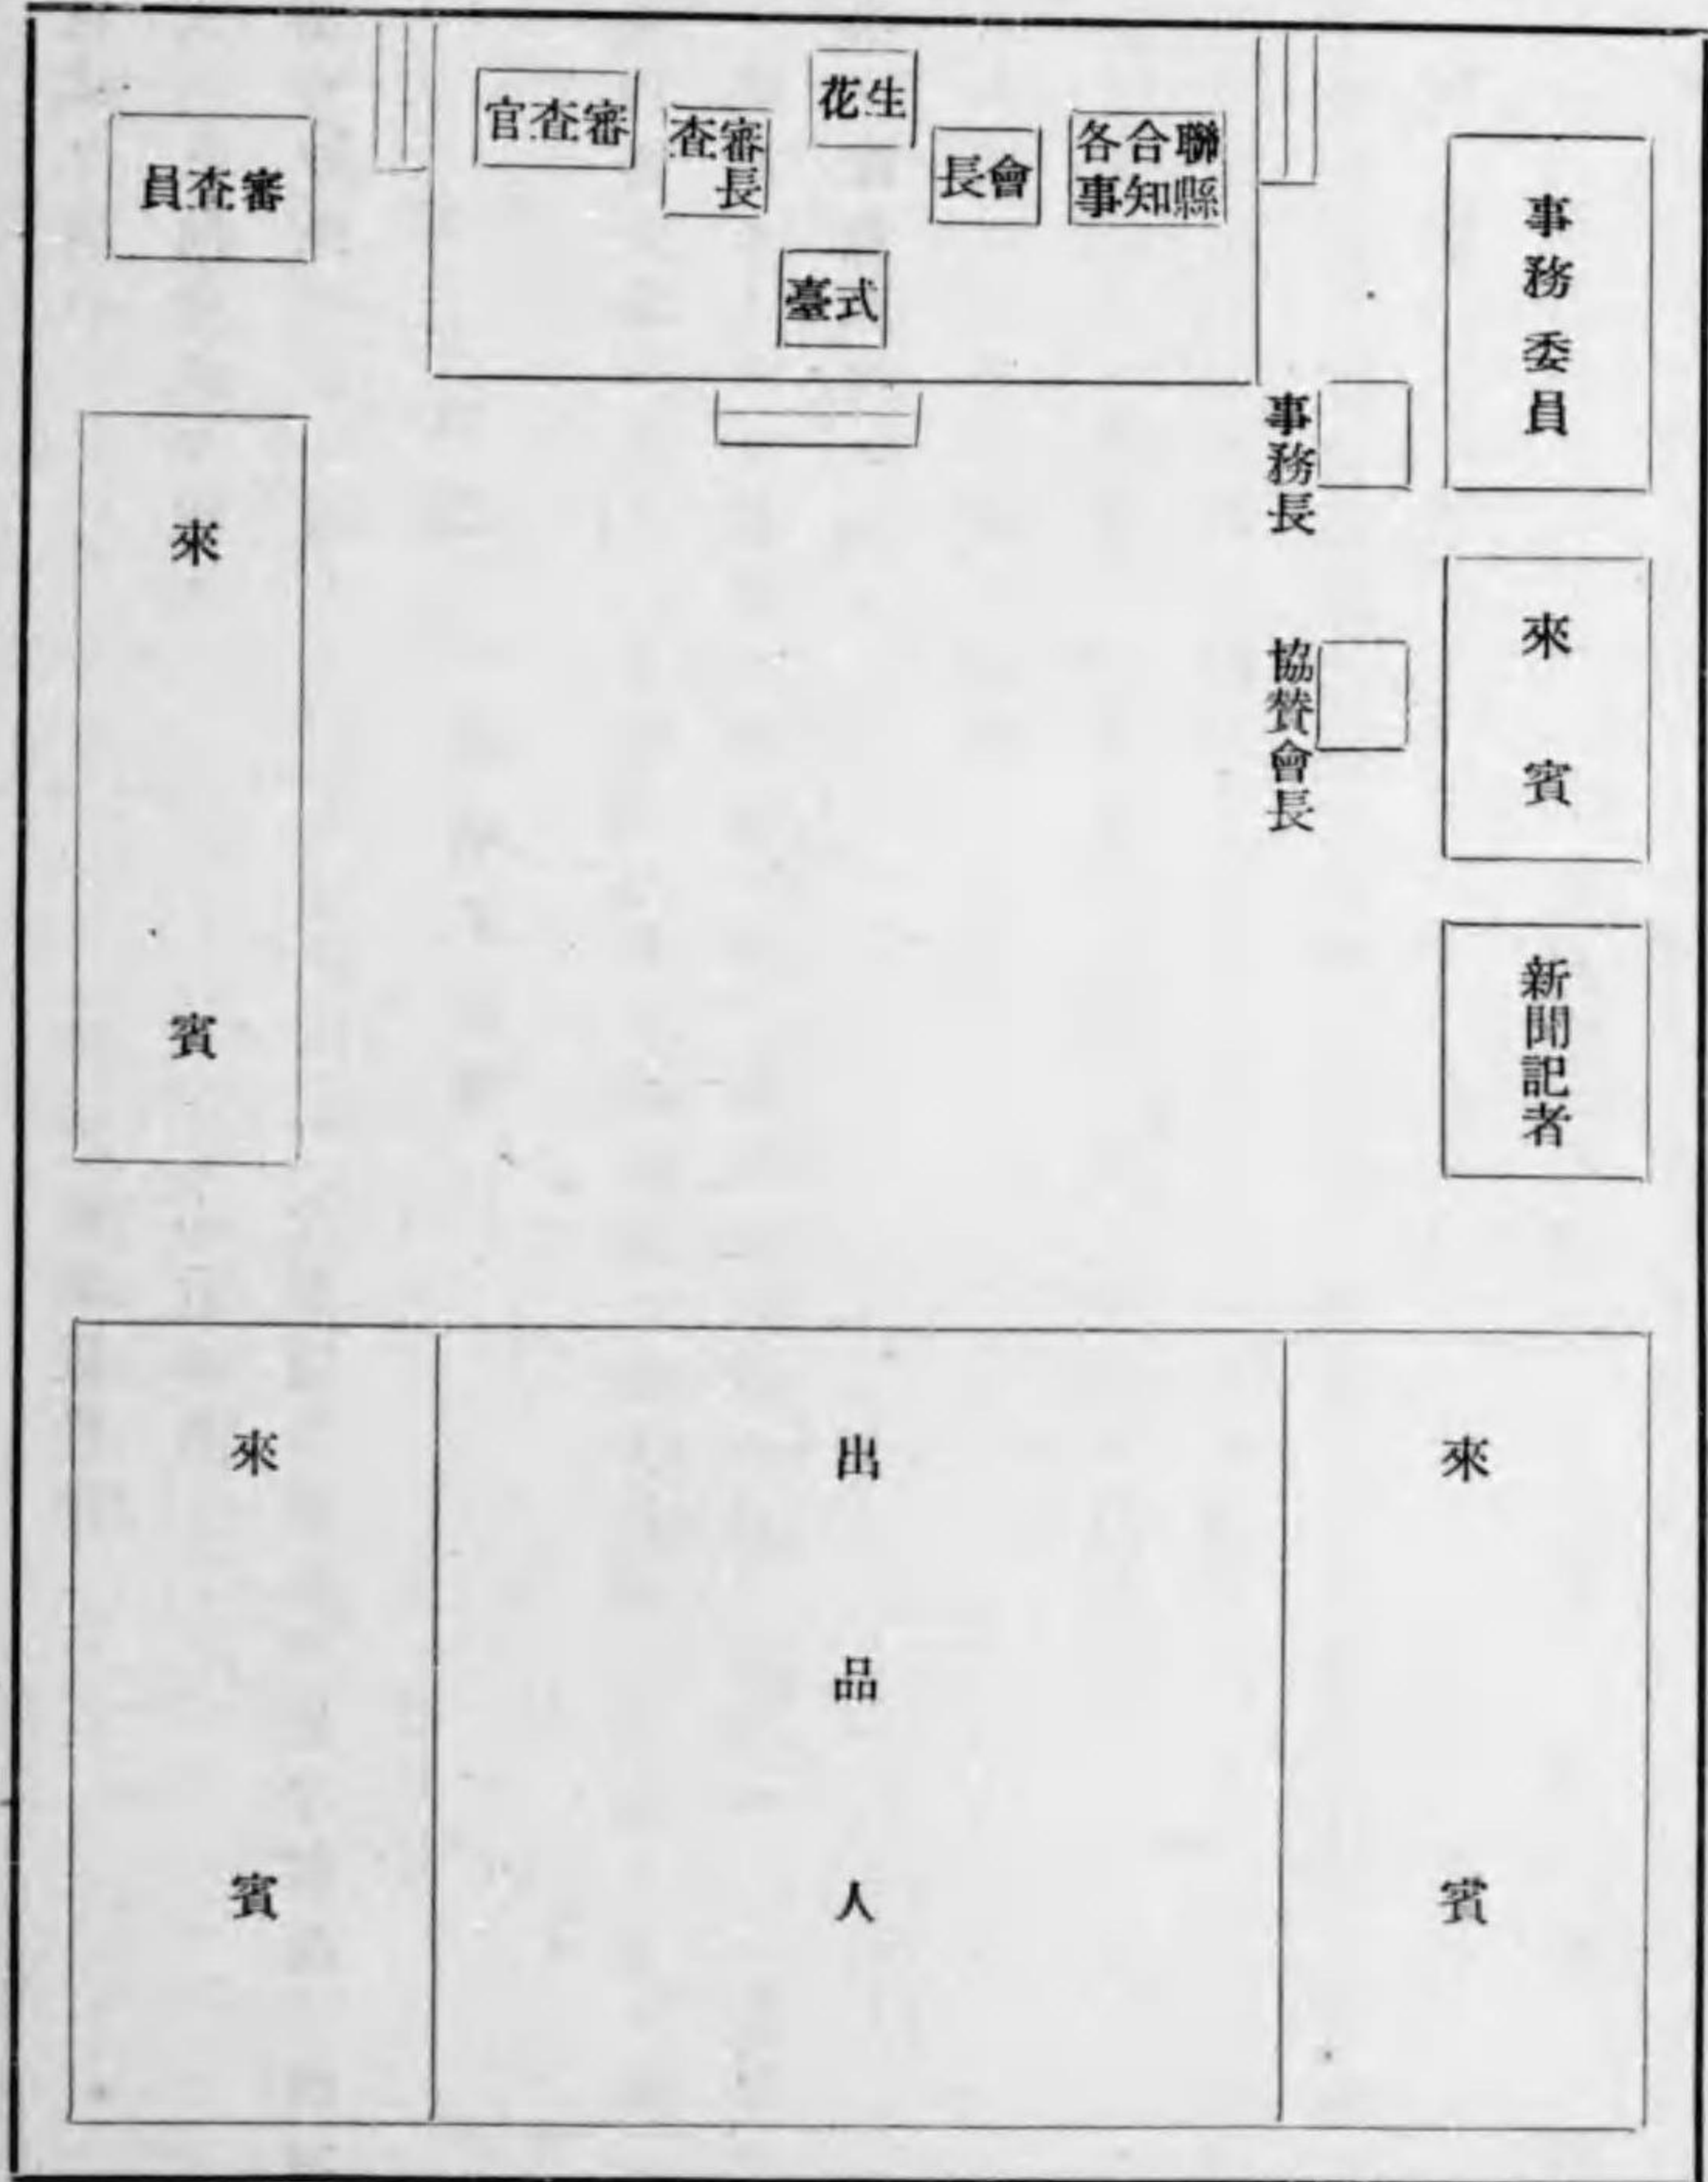 聯合各
縣知事
會長
生花
審査
長
審査官
式臺
審査員
事務委員
事務長
來賓
協賛會長
新聞記者
來賓
來賓
出品人
來賓